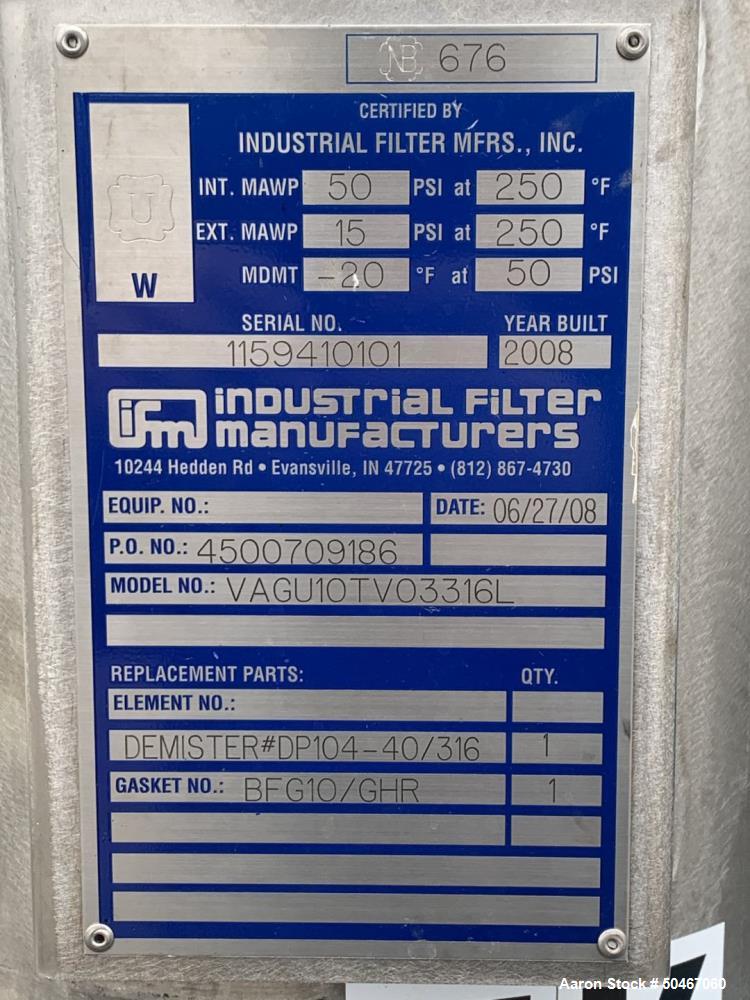 NB 676
CERTIFIED BY
INDUSTRIAL FILTER MFRS., INC.
U
W
INT. MAWP 50 PSI at 250 °F
EXT. MAWP 15 PSI at 250 °F
MDMT -20 °F at 50 PSI
SERIAL NO. YEAR BUILT
1159410101 2008
ifm INDUSTRIAL FILTER
MANUFACTURERS
10244 Hedden Rd • Evansville, IN 47725 • (812) 867-4730
EQUIP. NO.: DATE: 06/27/08
P.O. NO.: 4500709186
MODEL NO.: VAGU10TV03316L
REPLACEMENT PARTS: QTY.
ELEMENT NO.:
DEMISTER#DP104-40/316 1
GASKET NO.: BFG10/GHR 1
Aaron Stock # 50467060